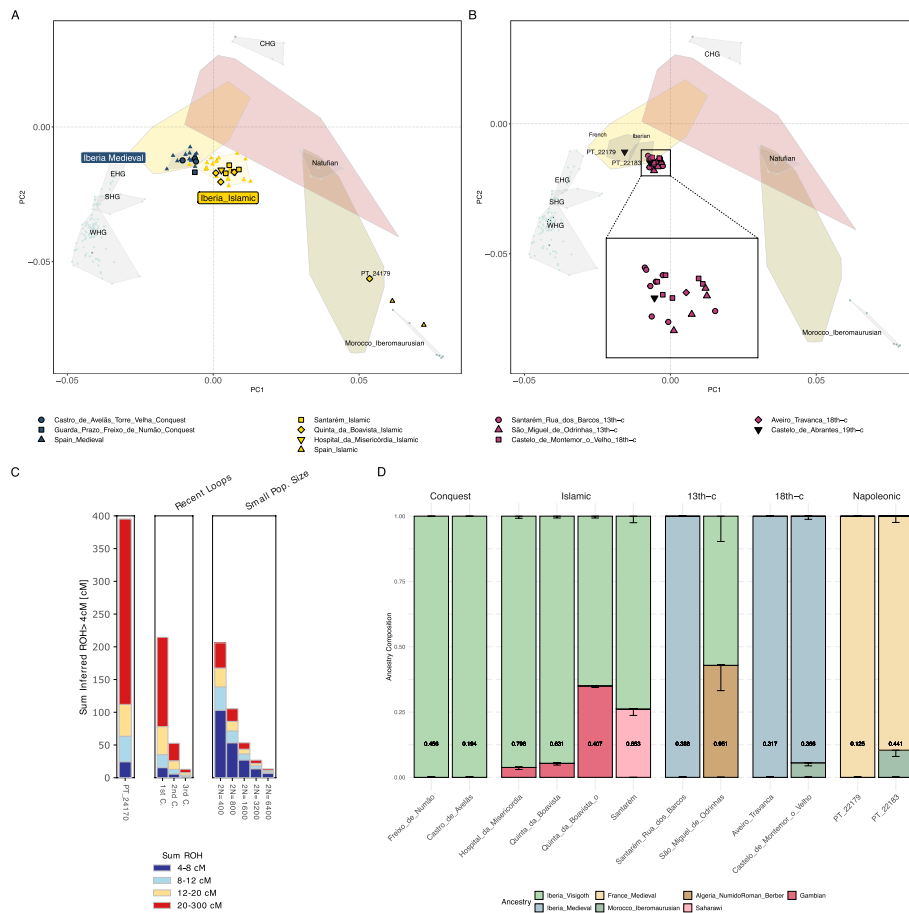 A
0.00
−0.05
−0.05
0.00
0.05
PC1
PC2
CHG
Natufian
EHG
SHG
WHG
Iberia Medieval
Iberia_Islamic
PT_24179
Morocco_Iberomaurusian
B
0.00
−0.05
−0.05
0.00
0.05
PC1
PC2
CHG
French
Iberian
PT_22179
PT_22183
Natufian
EHG
SHG
WHG
Morocco_Iberomaurusian
Castro_de_Avelãs_Torre_Velha_Conquest
Guarda_Prazo_Freixo_de_Numão_Conquest
Spain_Medieval
Santarém_Islamic
Quinta_da_Boavista_Islamic
Hospital_da_Misericórdia_Islamic
Spain_Islamic
Santarém_Rua_dos_Barcos_13th−c
São_Miguel_de_Odrinhas_13th−c
Castelo_de_Montemor_o_Velho_18th−c
Aveiro_Travanca_18th−c
Castelo_de_Abrantes_19th−c
C
Recent Loops
Small Pop. Size
Sum Inferred ROH>4cM [cM]
400
350
300
250
200
150
100
50
0
PT_24170
1st C.
2nd C.
3rd C.
2N=400
2N=800
2N=1600
2N=3200
2N=6400
Sum ROH
4-8 cM
8-12 cM
12-20 cM
20-300 cM
D
Conquest
Islamic
13th−c
18th−c
Napoleonic
Ancestry Composition
1.00
0.75
0.50
0.25
0.00
0.456
0.194
0.798
0.631
0.407
0.553
0.388
0.951
0.317
0.366
0.125
0.441
Freixo_de_Numão
Castro_de_Avelãs
Hospital_da_Misericordia
Quinta_da_Boavista
Quinta_da_Boavista_o
Santarém
Santarém_Rua_dos_Barcos
São_Miguel_de_Odrinhas
Aveiro_Travanca
Castelo_de_Montemor_o_Velho
PT_22179
PT_22183
Ancestry
Iberia_Visigoth
France_Medieval
Algeria_NumidoRoman_Berber
Gambian
Iberia_Medieval
Morocco_Iberomaurusian
Saharawi